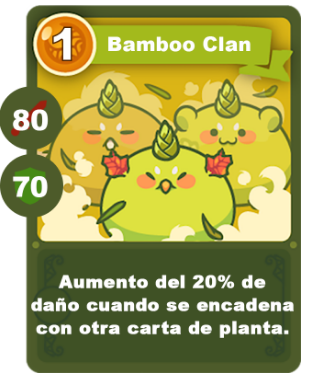 1
Bamboo Clan
80
70
Aumento del 20% de
daño cuando se encadena
con otra carta de planta.